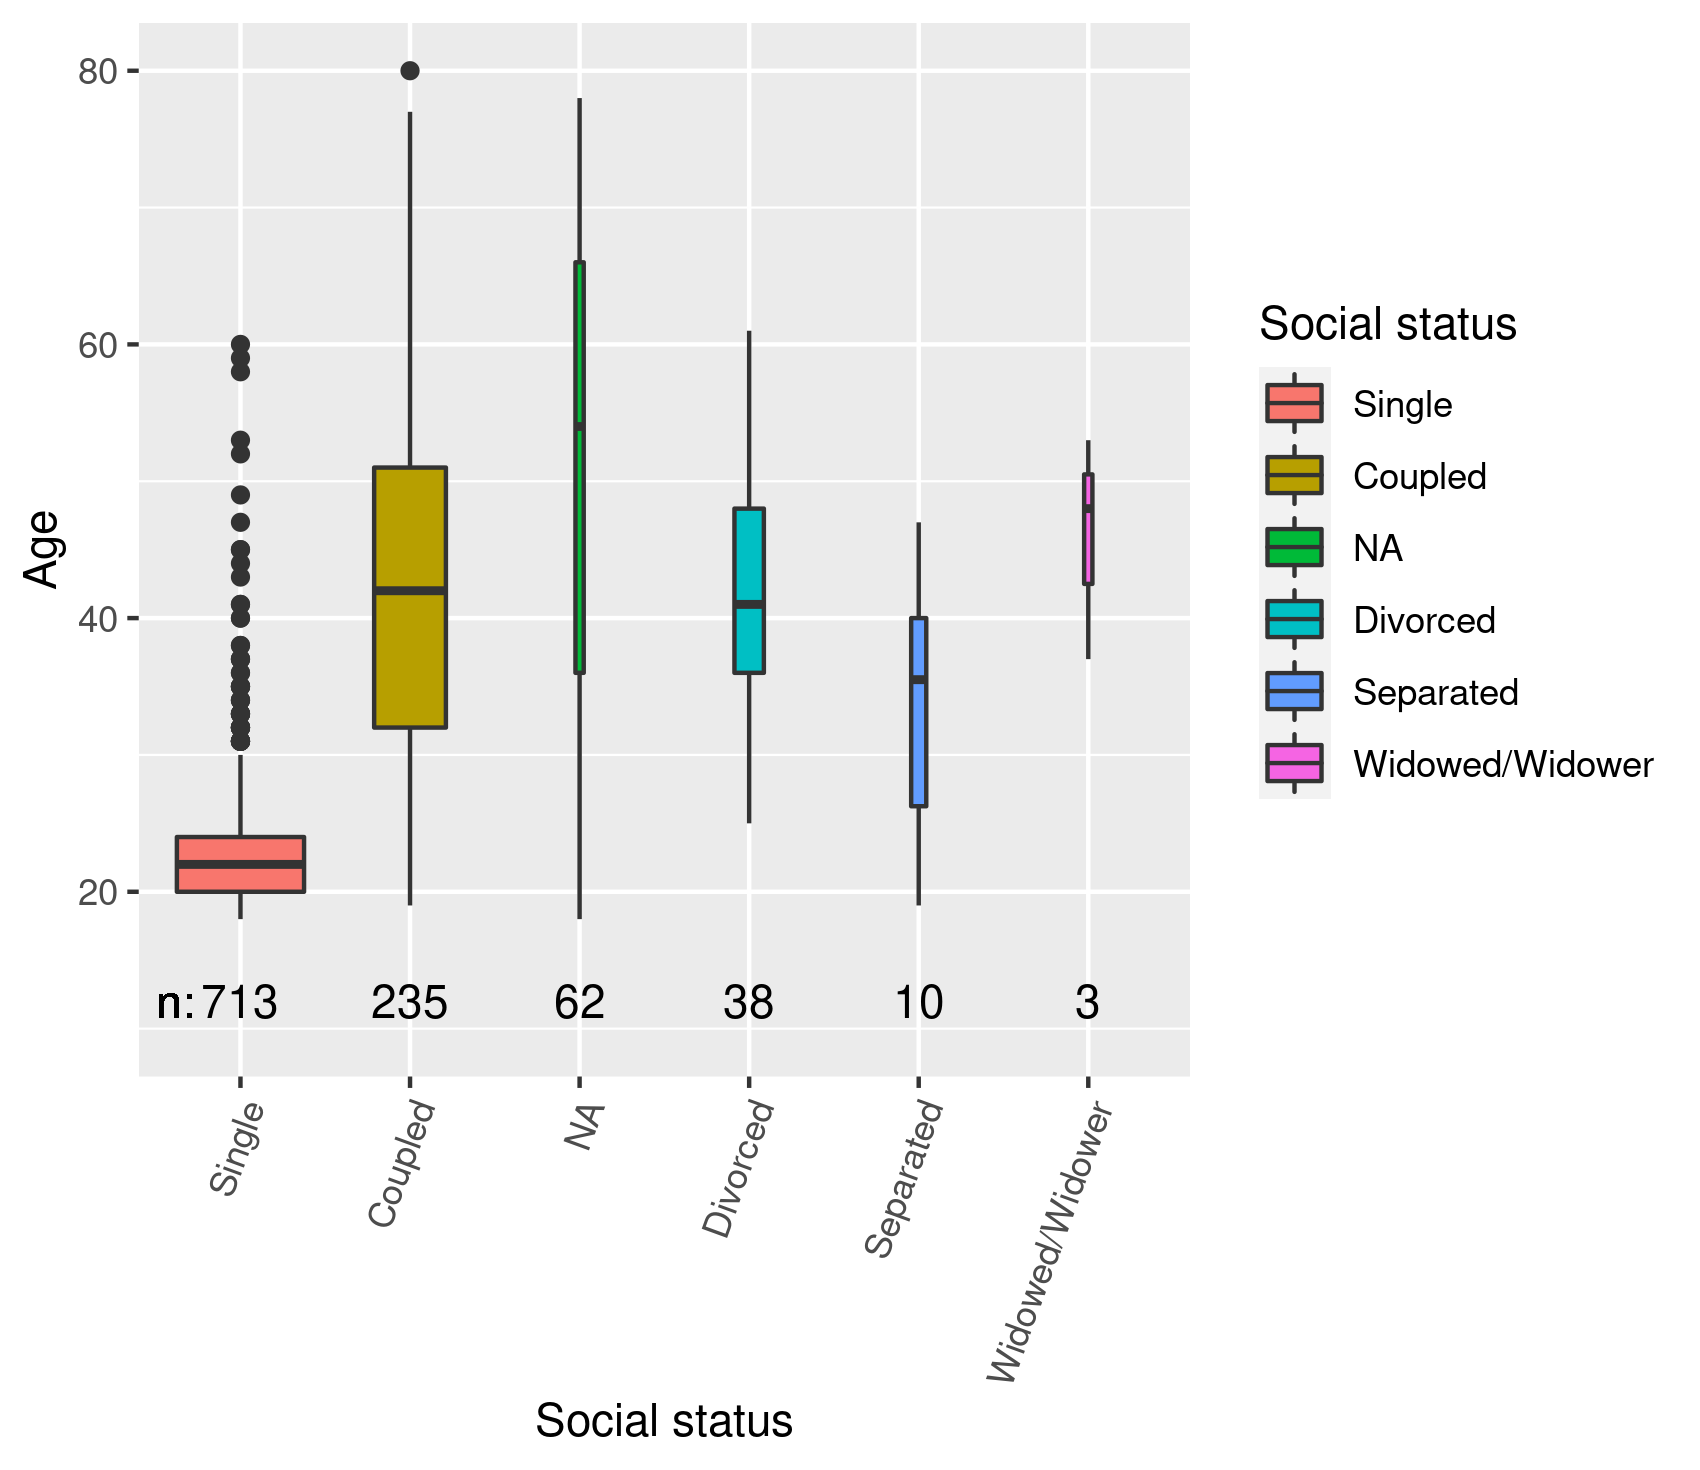 80
60
40
20
Age
n: 713 235 62 38 10 3
Single
Coupled
NA
Divorced
Separated
Widowed/Widower
Social status
Social status
Single
Coupled
NA
Divorced
Separated
Widowed/Widower